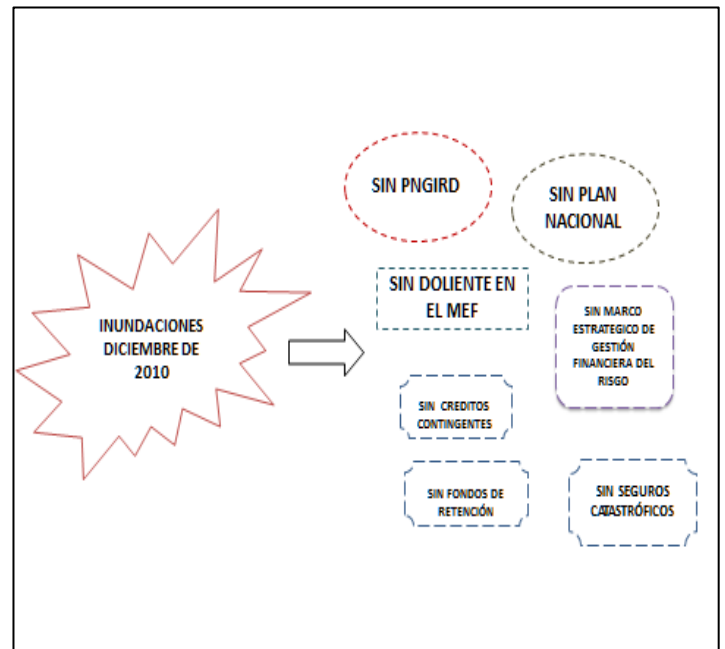 INUNDACIONES
DICIEMBRE DE
2010
SIN PNGIRD
SIN PLAN
NACIONAL
SIN DOLIENTE EN
EL MEF
SIN MARCO
ESTRATEGICO DE
GESTIÓN
FINANCIERA DEL
RISGO
SIN CREDITOS
CONTINGENTES
SIN FONDOS DE
RETENCIÓN
SIN SEGUROS
CATASTRÓFICOS